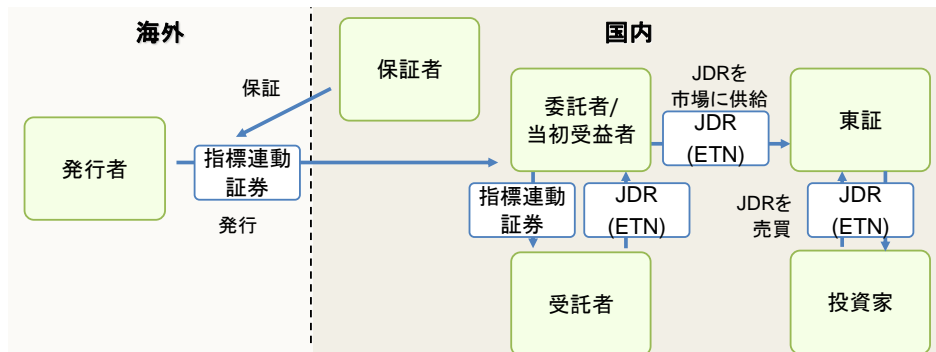 海外
国内
保証者
保証
発行者
指標連動
証券
発行
委託者/
当初受益者
JDRを
市場に供給
JDR
(ETN)
東証
指標連動
証券
JDR
(ETN)
JDRを
売買
JDR
(ETN)
受託者
投資家